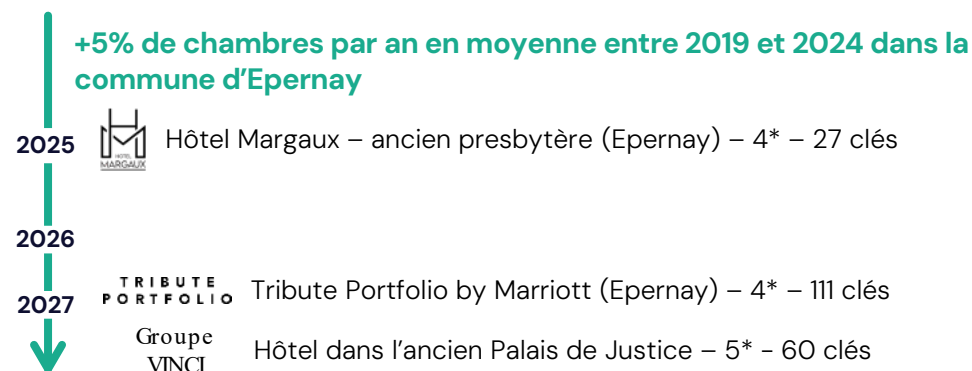 +5% de chambres par an en moyenne entre 2019 et 2024 dans la
commune d’Epernay
2025
HOTEL
MARGAUX
Hôtel Margaux – ancien presbytère (Epernay) – 4* – 27 clés
2026
2027
TRIBUTE
PORTFOLIO
Tribute Portfolio by Marriott (Epernay) – 4* – 111 clés
Groupe
VINCI
Hôtel dans l’ancien Palais de Justice – 5* - 60 clés